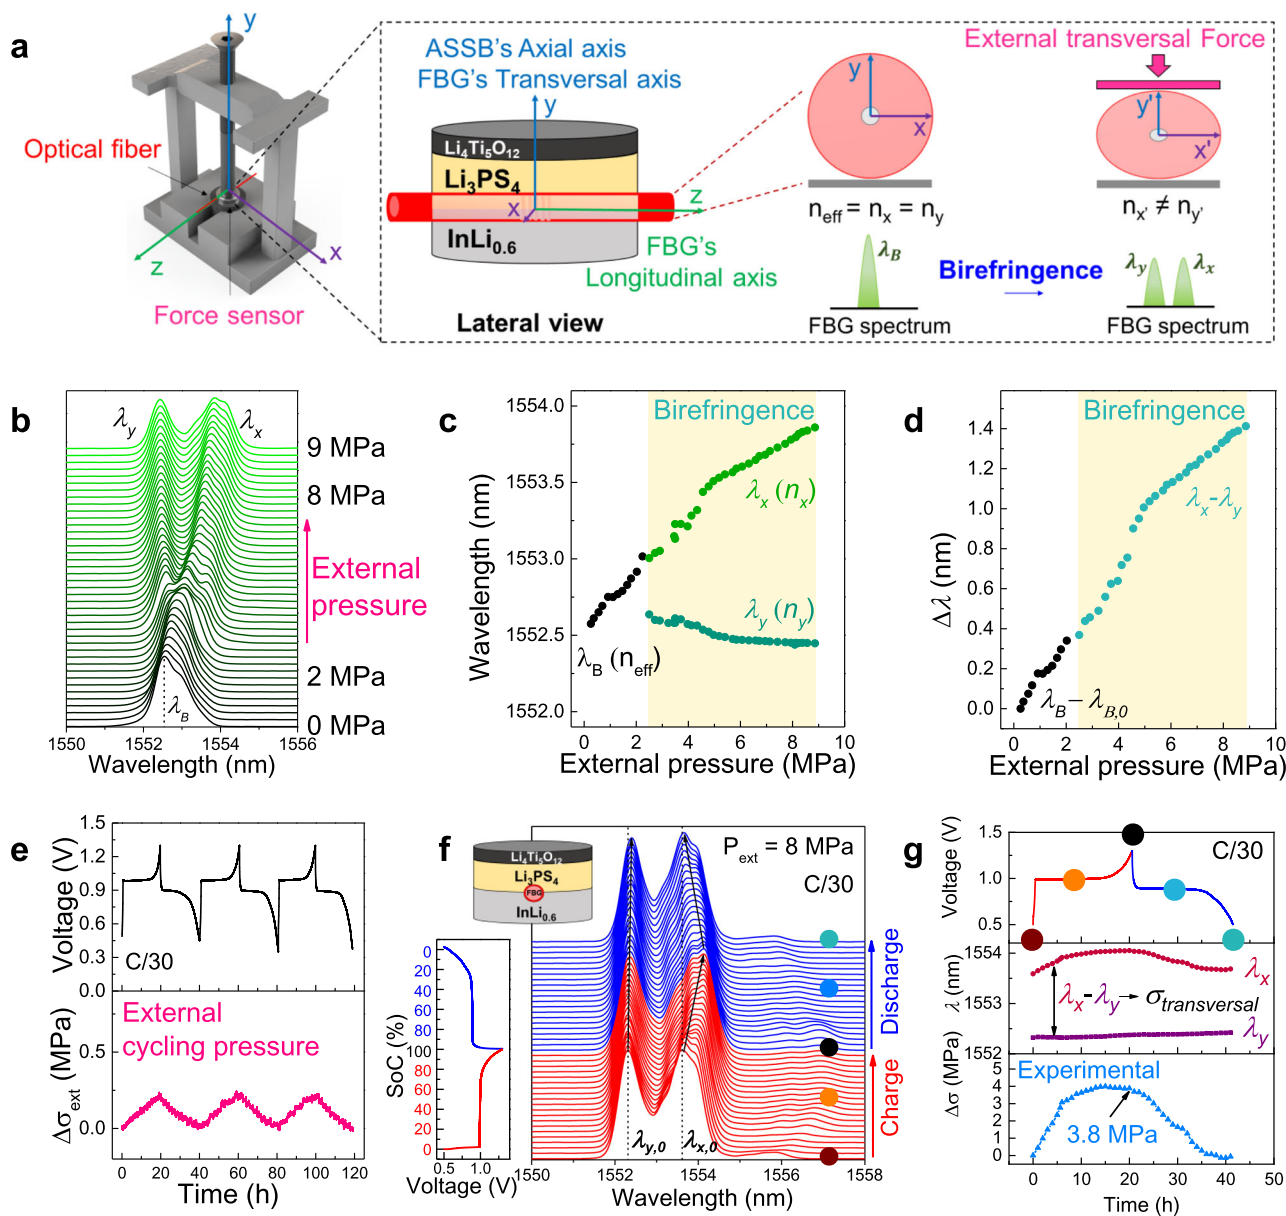 a
y
Optical fiber
z
x
Force sensor
ASSB's Axial axis
FBG's Transversal axis
y
Li4Ti5O12
Li3PS4
x
z
InLi0.6
FBG's
Longitudinal axis
Lateral view
y
x
neff = nx = ny
λB
FBG spectrum
Birefringence
External transversal Force
y'
x'
nx' ≠ ny'
λy
λx
FBG spectrum
b
λy
λx
9 MPa
8 MPa
External
pressure
2 MPa
0 MPa
λB
1550
1552
1554
1556
Wavelength (nm)
c
1554.0
1553.5
1553.0
1552.5
1552.0
Wavelength (nm)
Birefringence
λx (nx)
λy (ny)
λB (neff)
0
2
4
6
8
10
External pressure (MPa)
d
1.4
1.2
1.0
0.8
0.6
0.4
0.2
0.0
Δλ (nm)
Birefringence
λx-λy
λB – λB,0
0
2
4
6
8
10
External pressure (MPa)
e
1.5
1.2
0.9
0.6
0.3
0.0
Voltage (V)
C/30
External
cycling pressure
0.5
0.0
Δσext (MPa)
0
20
40
60
80
100
120
Time (h)
f
Li4Ti5O12
Li3PS4
FBG
InLi0.6
Pext = 8 MPa
C/30
0
20
40
60
80
100
80
60
40
20
0
SoC (%)
0.5
1.0
Voltage (V)
Discharge
Charge
λy,0
λx,0
1550
1552
1554
1556
1558
Wavelength (nm)
g
1.5
1.0
0.5
Voltage (V)
C/30
1554
1553
1552
λ (nm)
λx
λx-λy → σtransversal
λy
5
4
3
2
1
0
Δσ (MPa)
Experimental
3.8 MPa
0
10
20
30
40
50
Time (h)